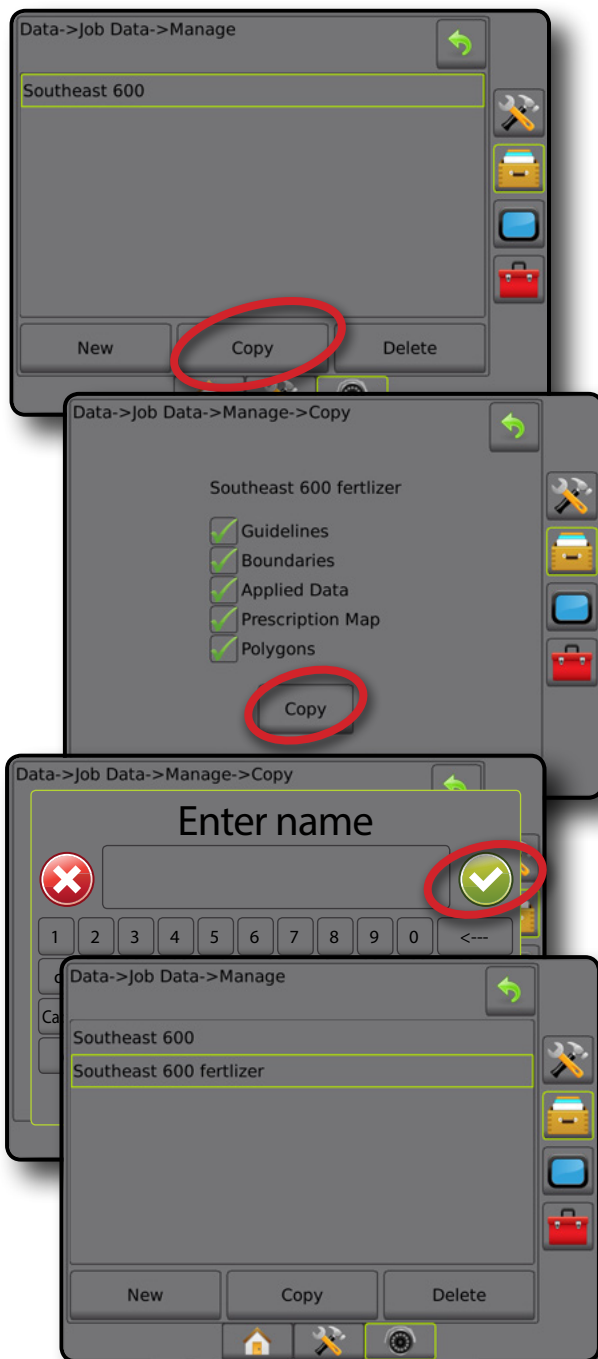 Data->Job Data->Manage
Southeast 600
New Copy Delete
Data->Job Data->Manage->Copy
Southeast 600 fertlizer
Guidelines
Boundaries
Applied Data
Prescription Map
Polygons
Copy
Data->Job Data->Manage->Copy
Enter name
1 2 3 4 5 6 7 8 9 0 <---
Data->Job Data->Manage
Southeast 600
Southeast 600 fertlizer
New Copy Delete